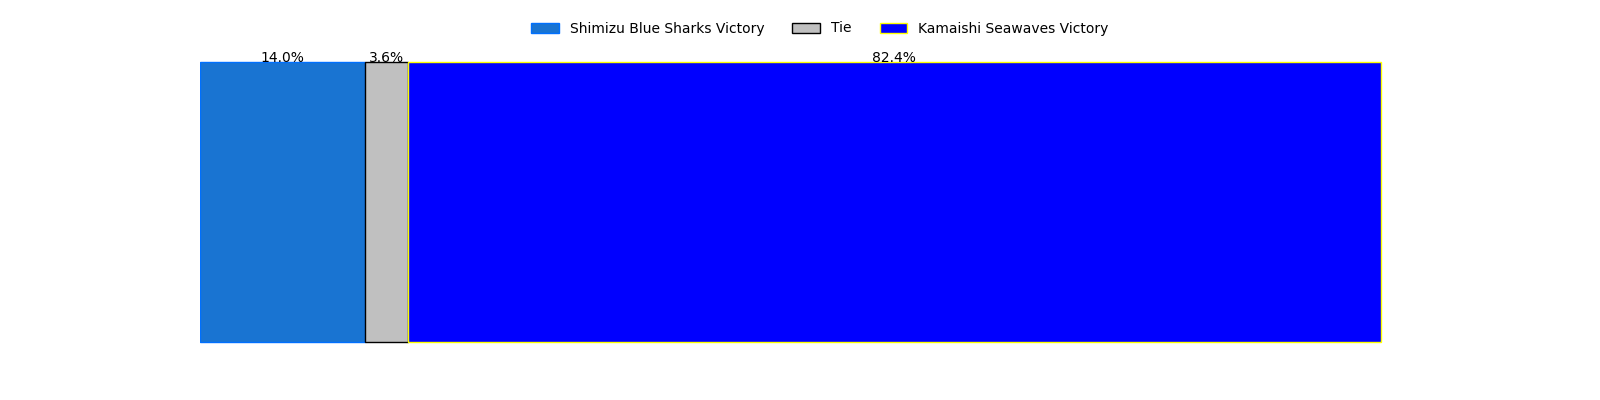 Shimizu Blue Sharks Victory Tie Kamaishi Seawaves Victory
14.0% 3.6% 82.4%